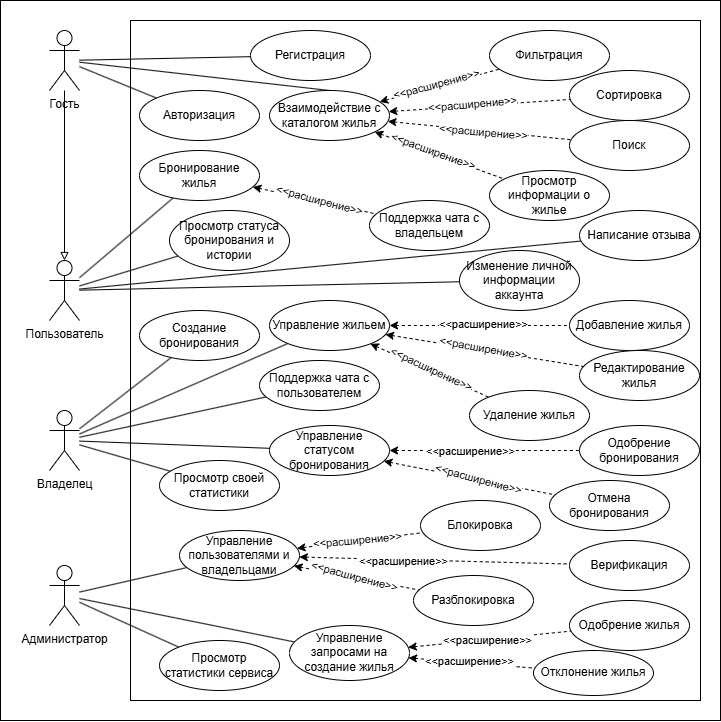 Гость
Регистрация
Фильтрация
<<расширение>>
Авторизация
Взаимодействие с
каталогом жилья
<<расширение>>
Сортировка
<<расширение>>
Поиск
<<расширение>>
Просмотр
информации о
жилье
Бронирование
жилья
<<расширение>>
Поддержка чата с
владельцем
Просмотр статуса
бронирования и
истории
Написание отзыва
Пользователь
Изменение личной
информации
аккаунта
Создание
бронирования
Управление жильем
<<расширение>>
Добавление жилья
<<расширение>>
Редактирование
жилья
<<расширение>>
Удаление жилья
Поддержка чата с
пользователем
Владелец
Управление
статусом
бронирования
<<расширение>>
Одобрение
бронирования
<<расширение>>
Отмена
бронирования
Просмотр своей
статистики
Администратор
Управление
пользователями и
владельцами
<<расширение>>
Блокировка
<<расширение>>
Верификация
<<расширение>>
Разблокировка
Управление
запросами на
создание жилья
<<расширение>>
Одобрение жилья
<<расширение>>
Отклонение жилья
Просмотр
статистики сервиса